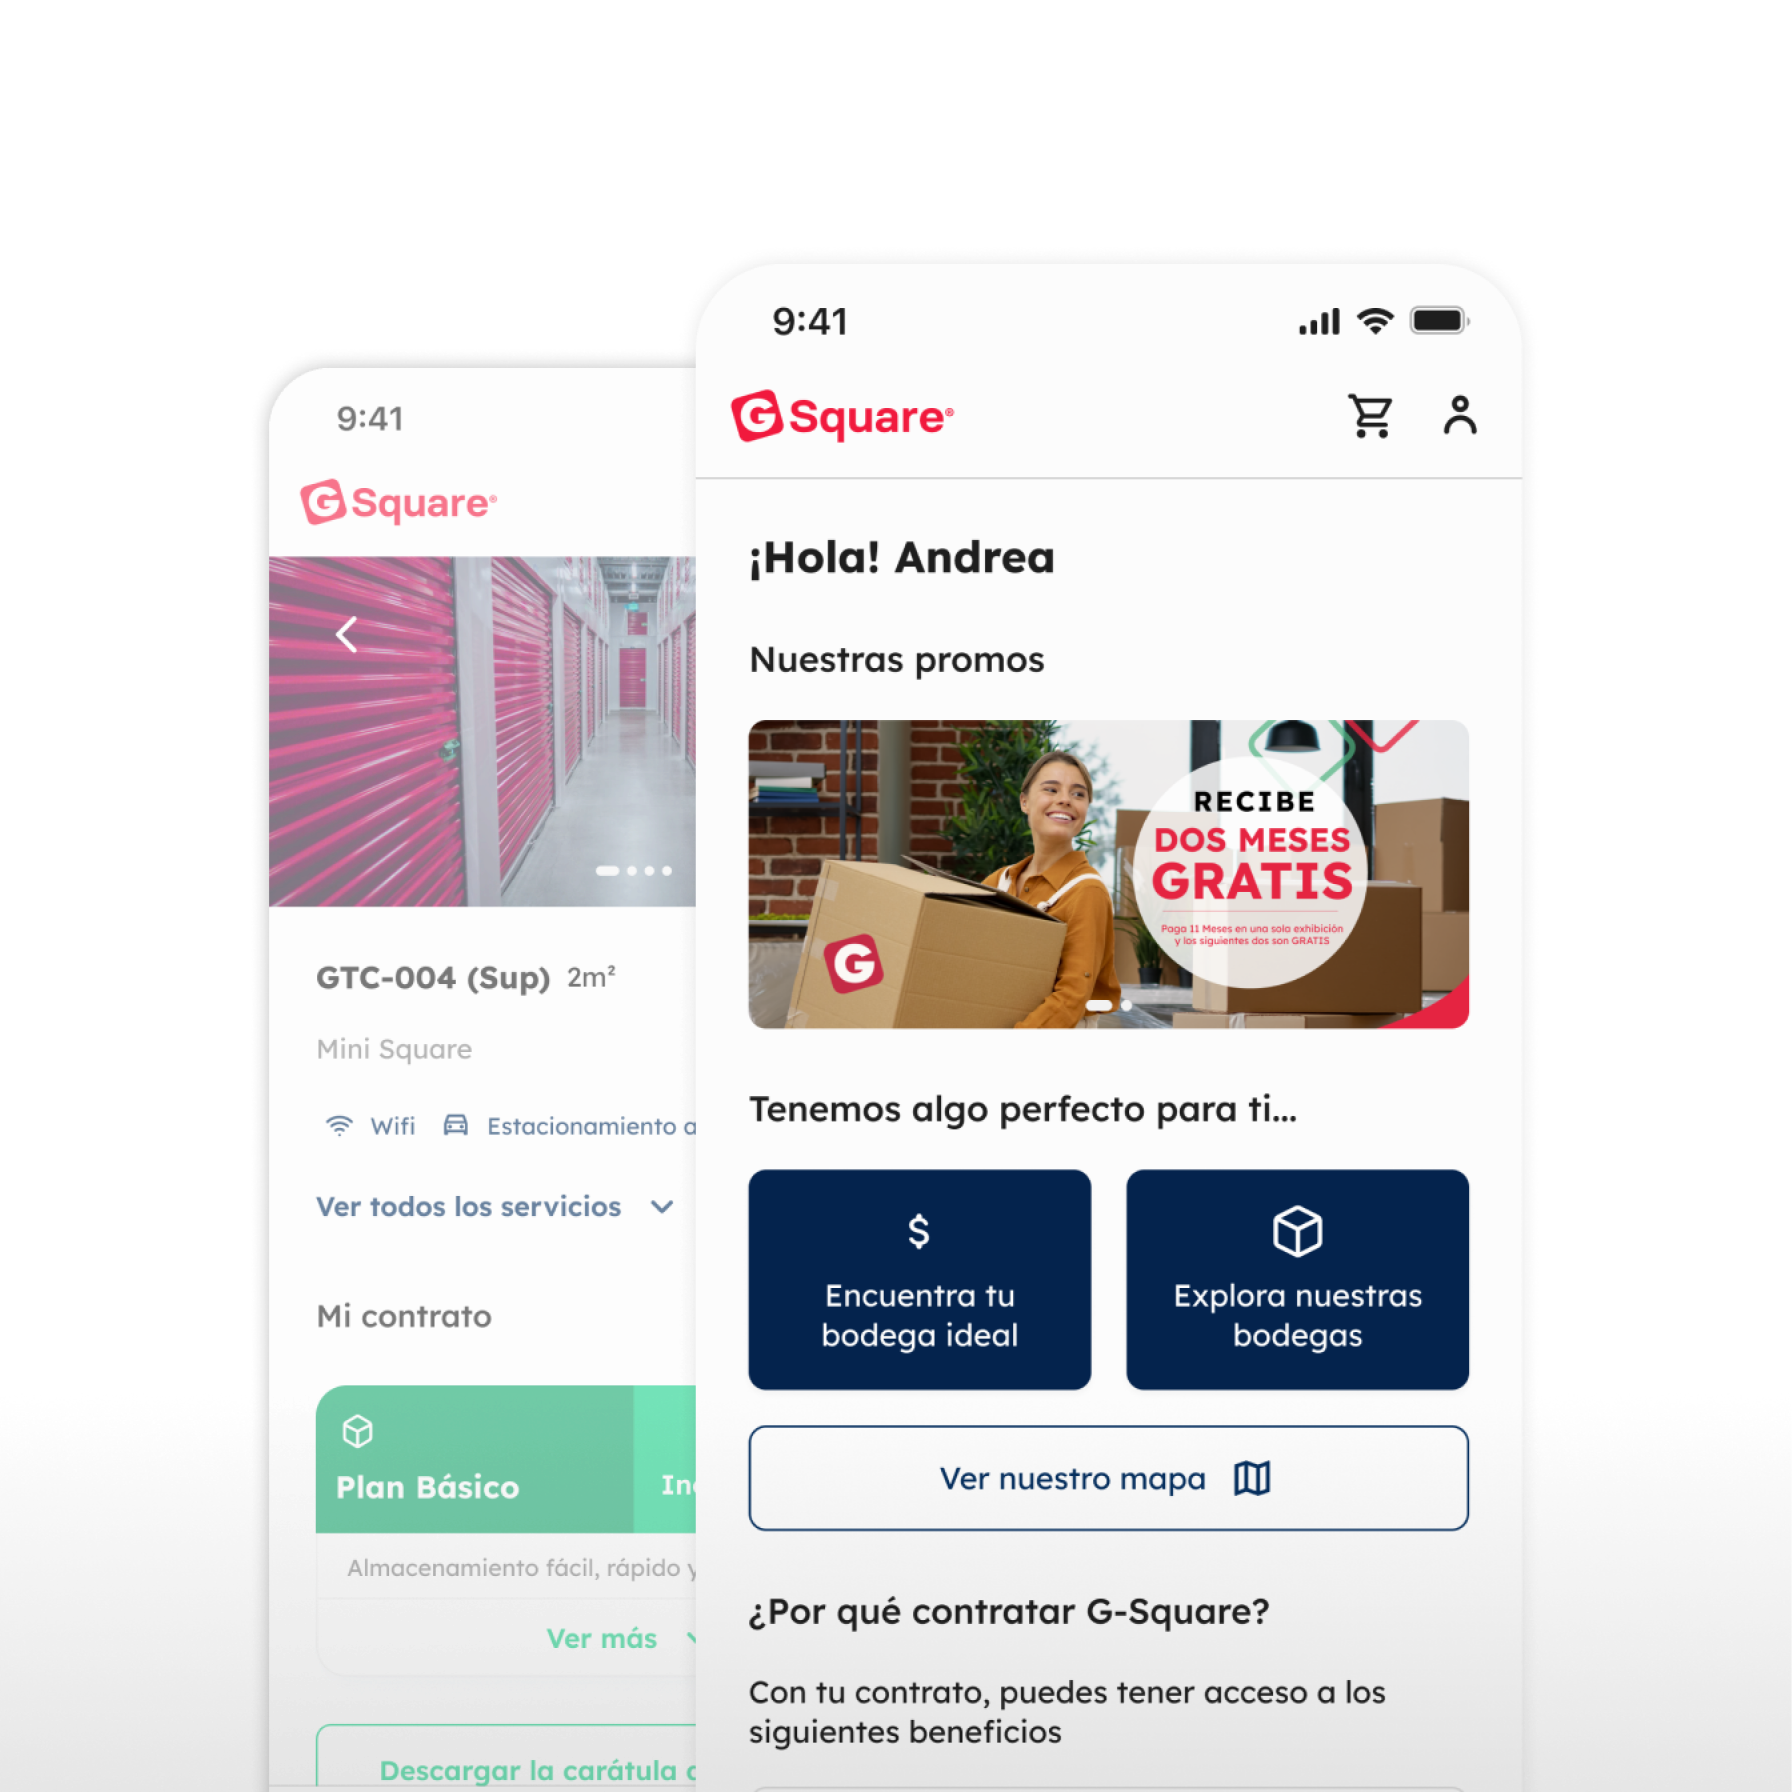 9:41
G Square®
GTC-004 (Sup) 2m²
Mini Square
Wifi Estacionamiento
Ver todos los servicios
Mi contrato
Plan Básico
Almacenamiento fácil, rápido y
Ver más
Descargar la carátula
9:41
G Square®
¡Hola! Andrea
Nuestras promos
RECIBE
DOS MESES
GRATIS
Paga 11 Meses en una sola exhibición
y los siguientes dos son GRATIS
G
Tenemos algo perfecto para ti...
$
Encuentra tu
bodega ideal
Explora nuestras
bodegas
Ver nuestro mapa
¿Por qué contratar G-Square?
Con tu contrato, puedes tener acceso a los
siguientes beneficios